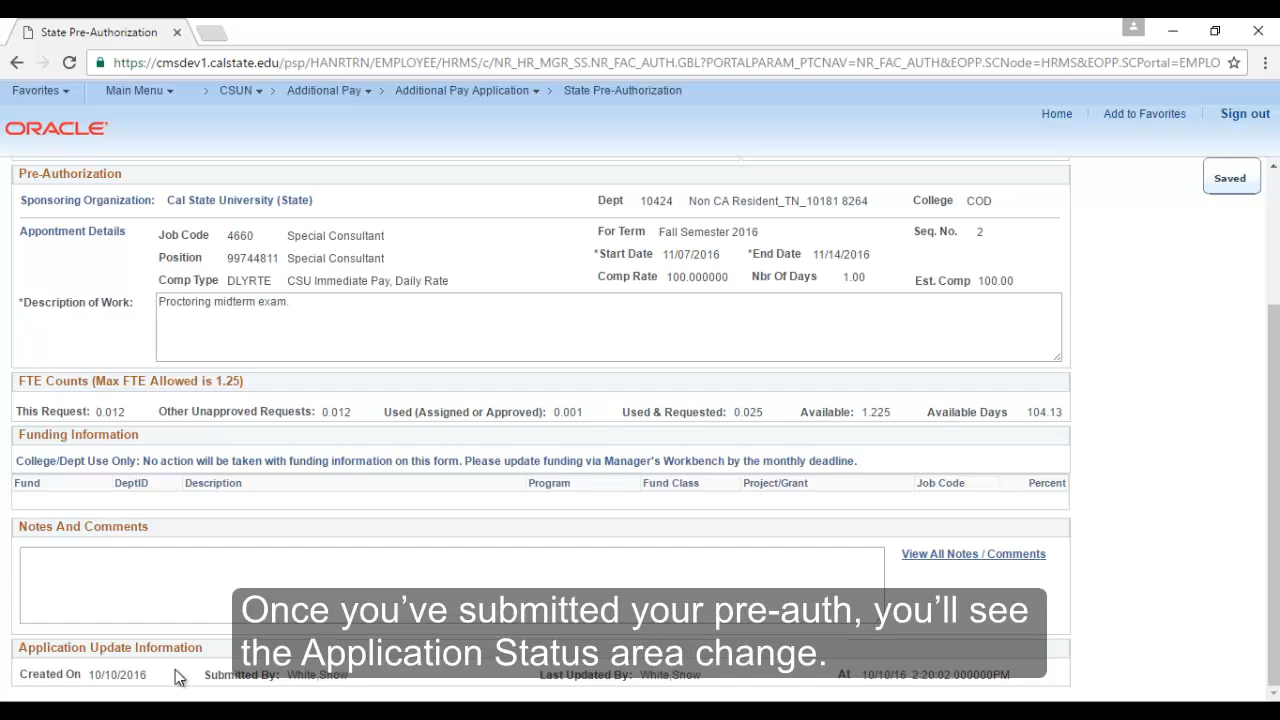 State Pre-Authorization
https://cmsdev1.calstate.edu/psp/HANRTRN/EMPLOYEE/HRMS/c/NR_HR_MGR_SS.NR_FAC_AUTH.GBL?PORTALPARAM_PTCNAV=NR_FAC_AUTH&EOPP.SCNode=HRMS&EOPP.SCPortal=EMPLO
Favorites Main Menu > CSUN > Additional Pay > Additional Pay Application > State Pre-Authorization
Home Add to Favorites Sign out
ORACLE
Saved
Pre-Authorization
Sponsoring Organization: Cal State University (State) Dept 10424 Non CA Resident_TN_10181 8264 College COD
Appontment Details Job Code 4660 Special Consultant For Term Fall Semester 2016 Seq. No. 2
Position 99744811 Special Consultant *Start Date 11/07/2016 *End Date 11/14/2016
Comp Type DLYRTE CSU Immediate Pay, Daily Rate Comp Rate 100.000000 Nbr Of Days 1.00 Est. Comp 100.00
*Description of Work: Proctoring midterm exam.
FTE Counts (Max FTE Allowed is 1.25)
This Request: 0.012 Other Unapproved Requests: 0.012 Used (Assigned or Approved): 0.001 Used & Requested: 0.025 Available: 1.225 Available Days 104.13
Funding Information
College/Dept Use Only: No action will be taken with funding information on this form. Please update funding via Manager's Workbench by the monthly deadline.
Fund DeptID Description Program Fund Class Project/Grant Job Code Percent
Notes And Comments
View All Notes / Comments
Once you've submitted your pre-auth, you'll see
the Application Status area change.
Application Update Information
Created On 10/10/2016 Submitted By: White,Snow Last Updated By: White,Snow At 10/10/16 2:20:02.000000PM